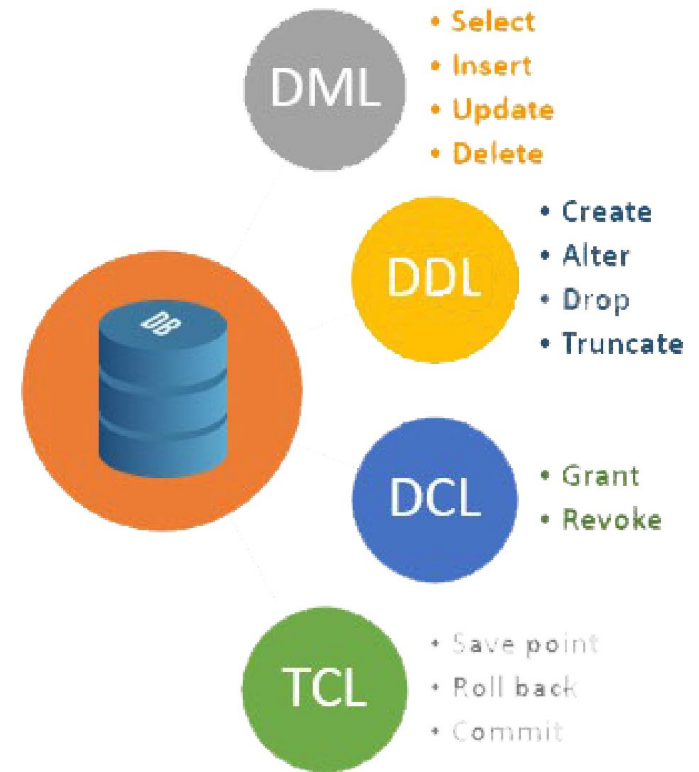 DML
• Select
• Insert
• Update
• Delete
DDL
• Create
• Alter
• Drop
• Truncate
DB
DCL
• Grant
• Revoke
TCL
• Save point
• Roll back
• Commit